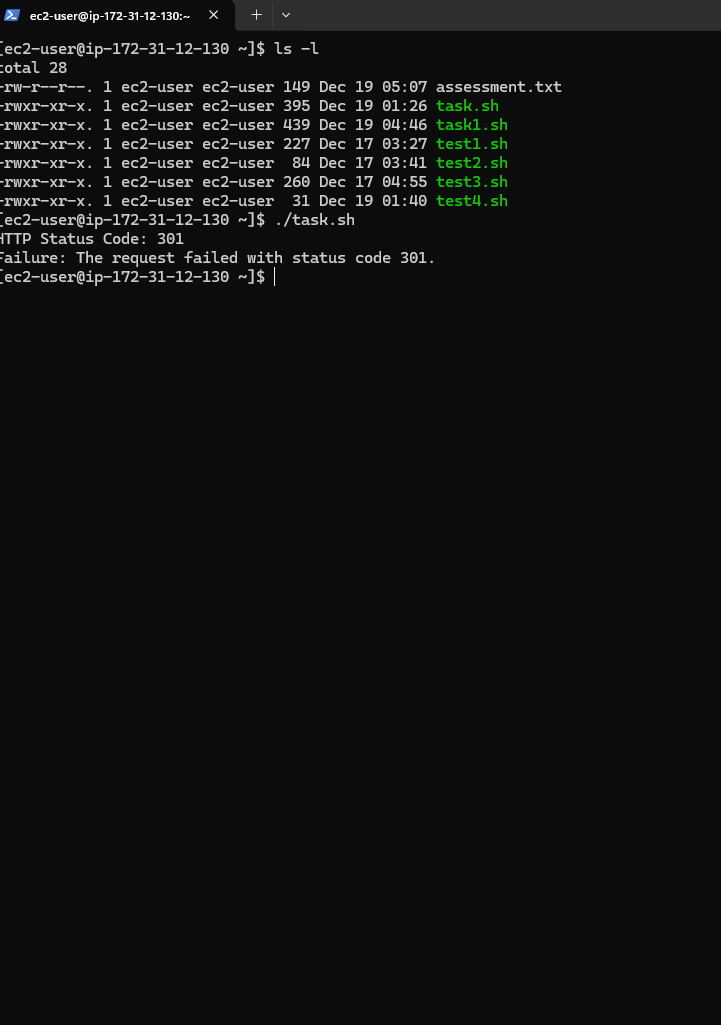 ec2-user@ip-172-31-12-130:~
[ec2-user@ip-172-31-12-130 ~]$ ls -l
total 28
-rw-r--r--. 1 ec2-user ec2-user 149 Dec 19 05:07 assessment.txt
-rwxr-xr-x. 1 ec2-user ec2-user 395 Dec 19 01:26 task.sh
-rwxr-xr-x. 1 ec2-user ec2-user 439 Dec 19 04:46 task1.sh
-rwxr-xr-x. 1 ec2-user ec2-user 227 Dec 17 03:27 test1.sh
-rwxr-xr-x. 1 ec2-user ec2-user  84 Dec 17 03:41 test2.sh
-rwxr-xr-x. 1 ec2-user ec2-user 260 Dec 17 04:55 test3.sh
-rwxr-xr-x. 1 ec2-user ec2-user  31 Dec 19 01:40 test4.sh
[ec2-user@ip-172-31-12-130 ~]$ ./task.sh
HTTP Status Code: 301
Failure: The request failed with status code 301.
[ec2-user@ip-172-31-12-130 ~]$